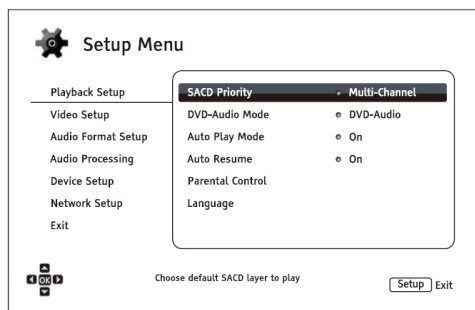 Setup Menu
Playback Setup
Video Setup
Audio Format Setup
Audio Processing
Device Setup
Network Setup
Exit
SACD Priority Multi-Channel
DVD-Audio Mode DVD-Audio
Auto Play Mode On
Auto Resume On
Parental Control
Language
OK
Choose default SACD layer to play
Setup Exit